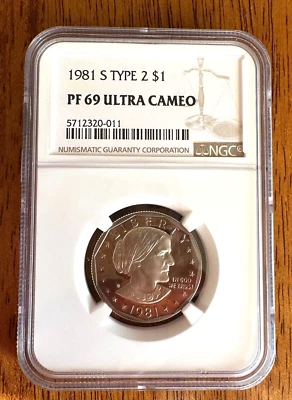 1981 S TYPE 2 $1
PF 69 ULTRA CAMEO
5712320-011
NUMISMATIC GUARANTY CORPORATION
NGC
LIBERTY
IN GOD
WE TRUST
1981